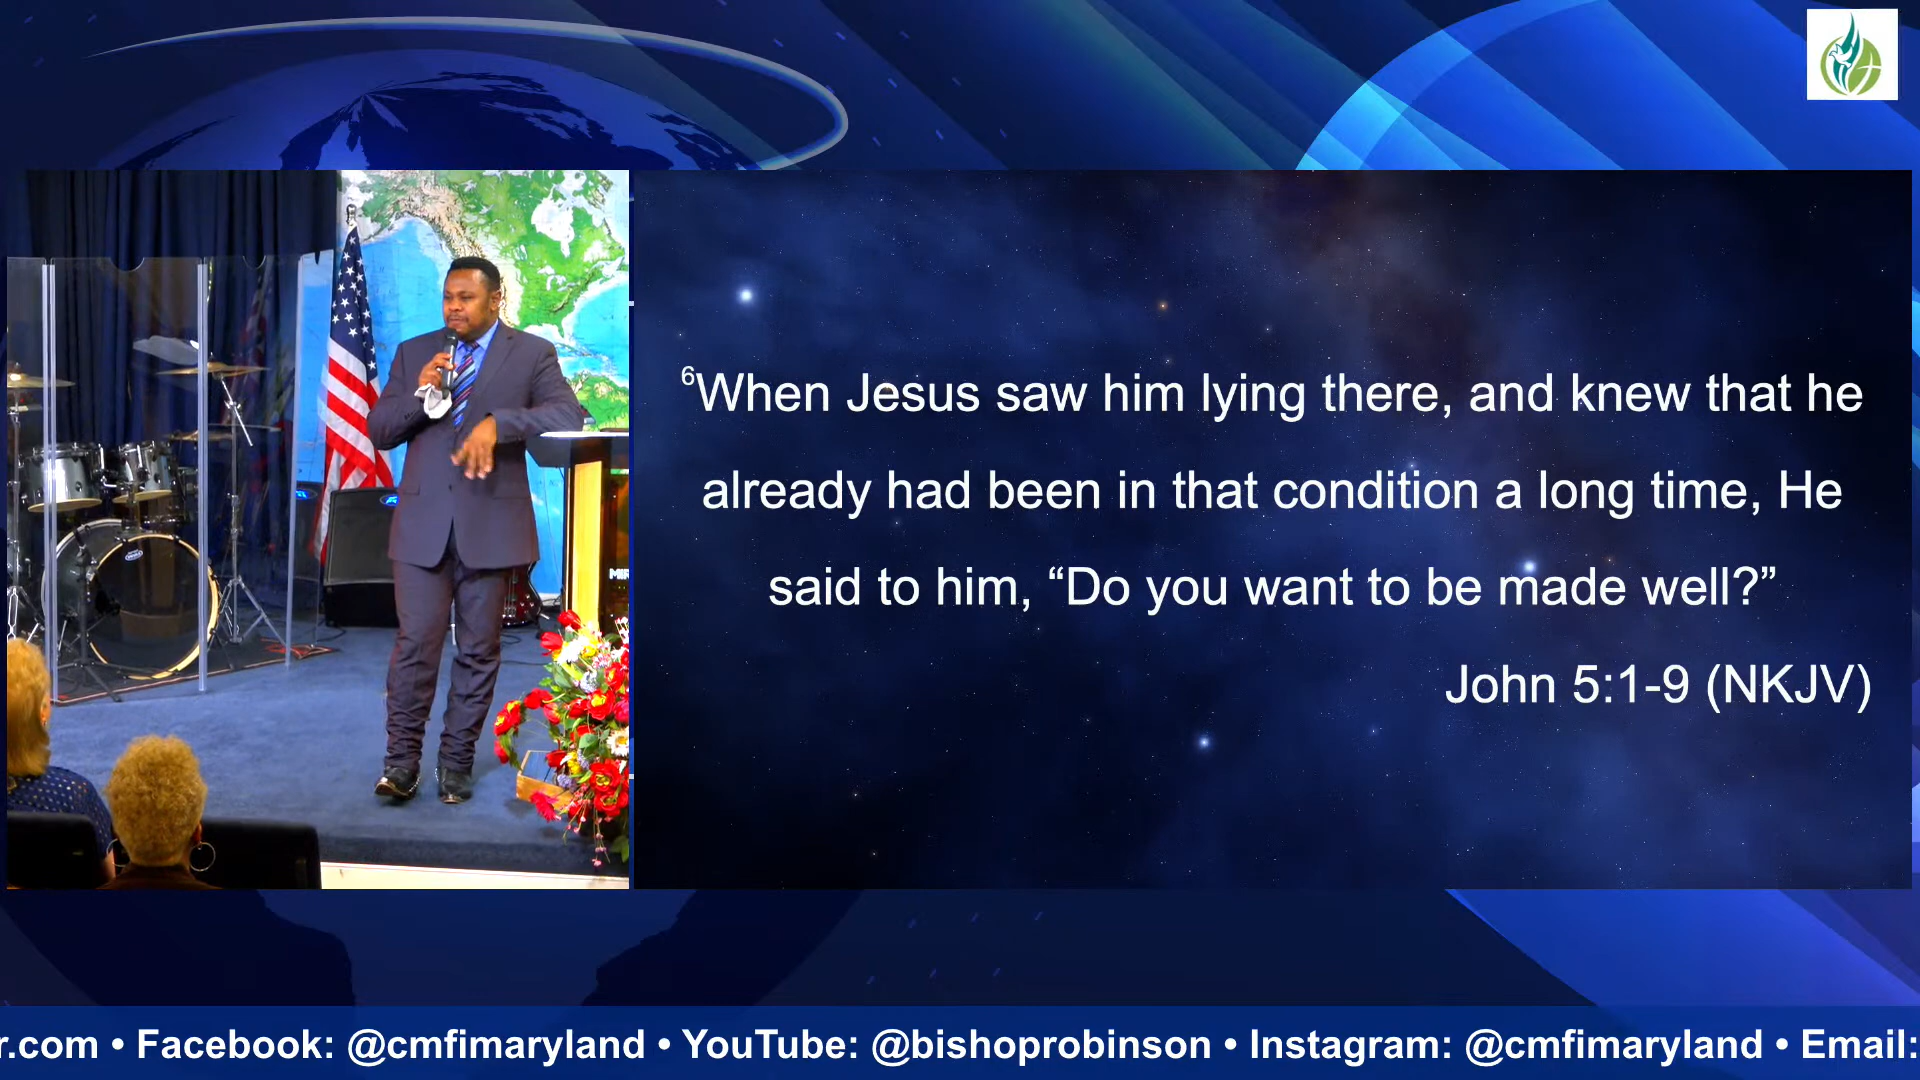 ⁶When Jesus saw him lying there, and knew that he
already had been in that condition a long time, He
said to him, “Do you want to be made well?”
John 5:1-9 (NKJV)
r.com • Facebook: @cmfimaryland • YouTube: @bishoprobinson • Instagram: @cmfimaryland • Email: